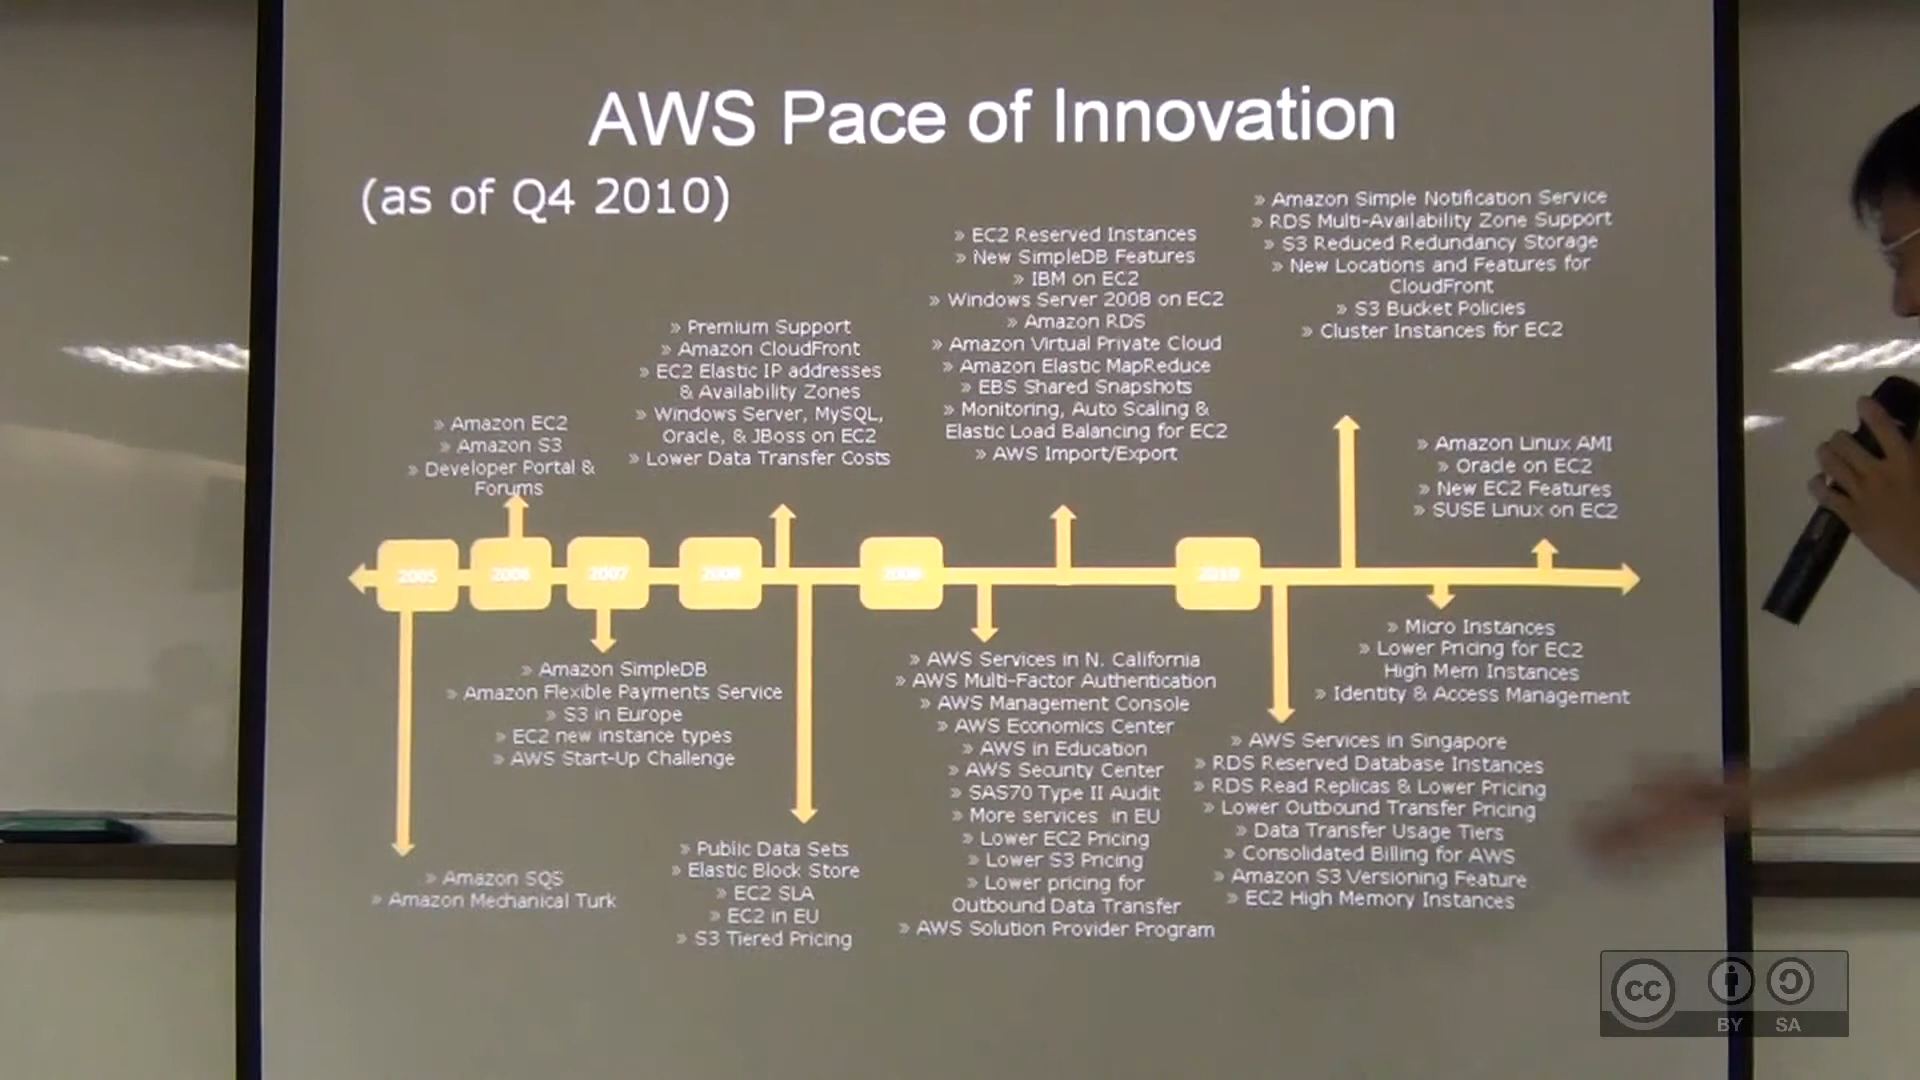 AWS Pace of Innovation
(as of Q4 2010)
» Amazon EC2
» Amazon S3
» Developer Portal &
Forums
» Premium Support
» Amazon CloudFront
» EC2 Elastic IP addresses
& Availability Zones
» Windows Server, MySQL,
Oracle, & JBoss on EC2
» Lower Data Transfer Costs
» EC2 Reserved Instances
» New SimpleDB Features
» IBM on EC2
» Windows Server 2008 on EC2
» Amazon RDS
» Amazon Virtual Private Cloud
» Amazon Elastic MapReduce
» EBS Shared Snapshots
» Monitoring, Auto Scaling &
Elastic Load Balancing for EC2
» AWS Import/Export
» Amazon Simple Notification Service
» RDS Multi-Availability Zone Support
» S3 Reduced Redundancy Storage
» New Locations and Features for
CloudFront
» S3 Bucket Policies
» Cluster Instances for EC2
» Amazon Linux AMI
» Oracle on EC2
» New EC2 Features
» SUSE Linux on EC2
2005 2006 2007 2008 2009 2010
» Amazon SQS
» Amazon Mechanical Turk
» Amazon SimpleDB
» Amazon Flexible Payments Service
» S3 in Europe
» EC2 new instance types
» AWS Start-Up Challenge
» Public Data Sets
» Elastic Block Store
» EC2 SLA
» EC2 in EU
» S3 Tiered Pricing
» AWS Services in N. California
» AWS Multi-Factor Authentication
» AWS Management Console
» AWS Economics Center
» AWS in Education
» AWS Security Center
» SAS70 Type II Audit
» More services in EU
» Lower EC2 Pricing
» Lower S3 Pricing
» Lower pricing for
Outbound Data Transfer
» AWS Solution Provider Program
» AWS Services in Singapore
» RDS Reserved Database Instances
» RDS Read Replicas & Lower Pricing
» Lower Outbound Transfer Pricing
» Data Transfer Usage Tiers
» Consolidated Billing for AWS
» Amazon S3 Versioning Feature
» EC2 High Memory Instances
» Micro Instances
» Lower Pricing for EC2
High Mem Instances
» Identity & Access Management
cc
BY SA